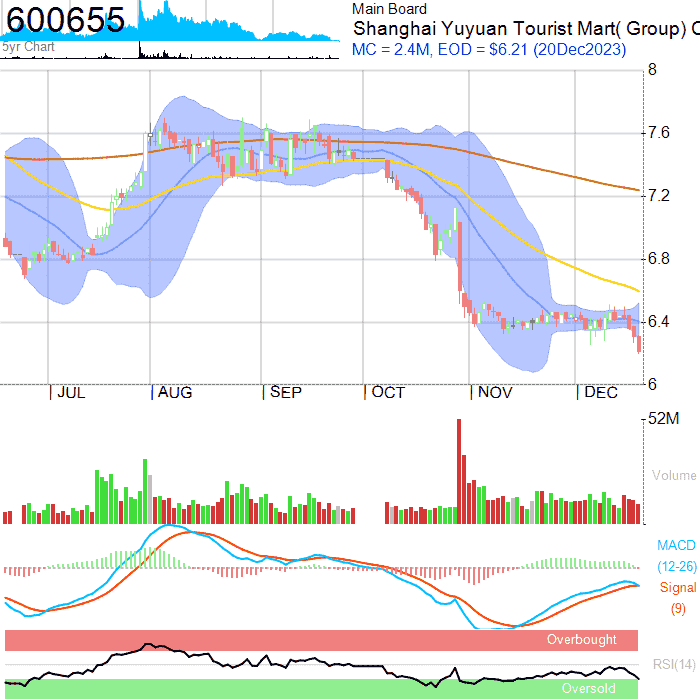 600655
5yr Chart
Main Board
Shanghai Yuyuan Tourist Mart( Group) C
MC = 2.4M, EOD = $6.21 (20Dec2023)
8
7.6
7.2
6.8
6.4
6
JUL AUG SEP OCT NOV DEC
52M
Volume
MACD
(12-26)
Signal
(9)
Overbought
RSI(14)
Oversold